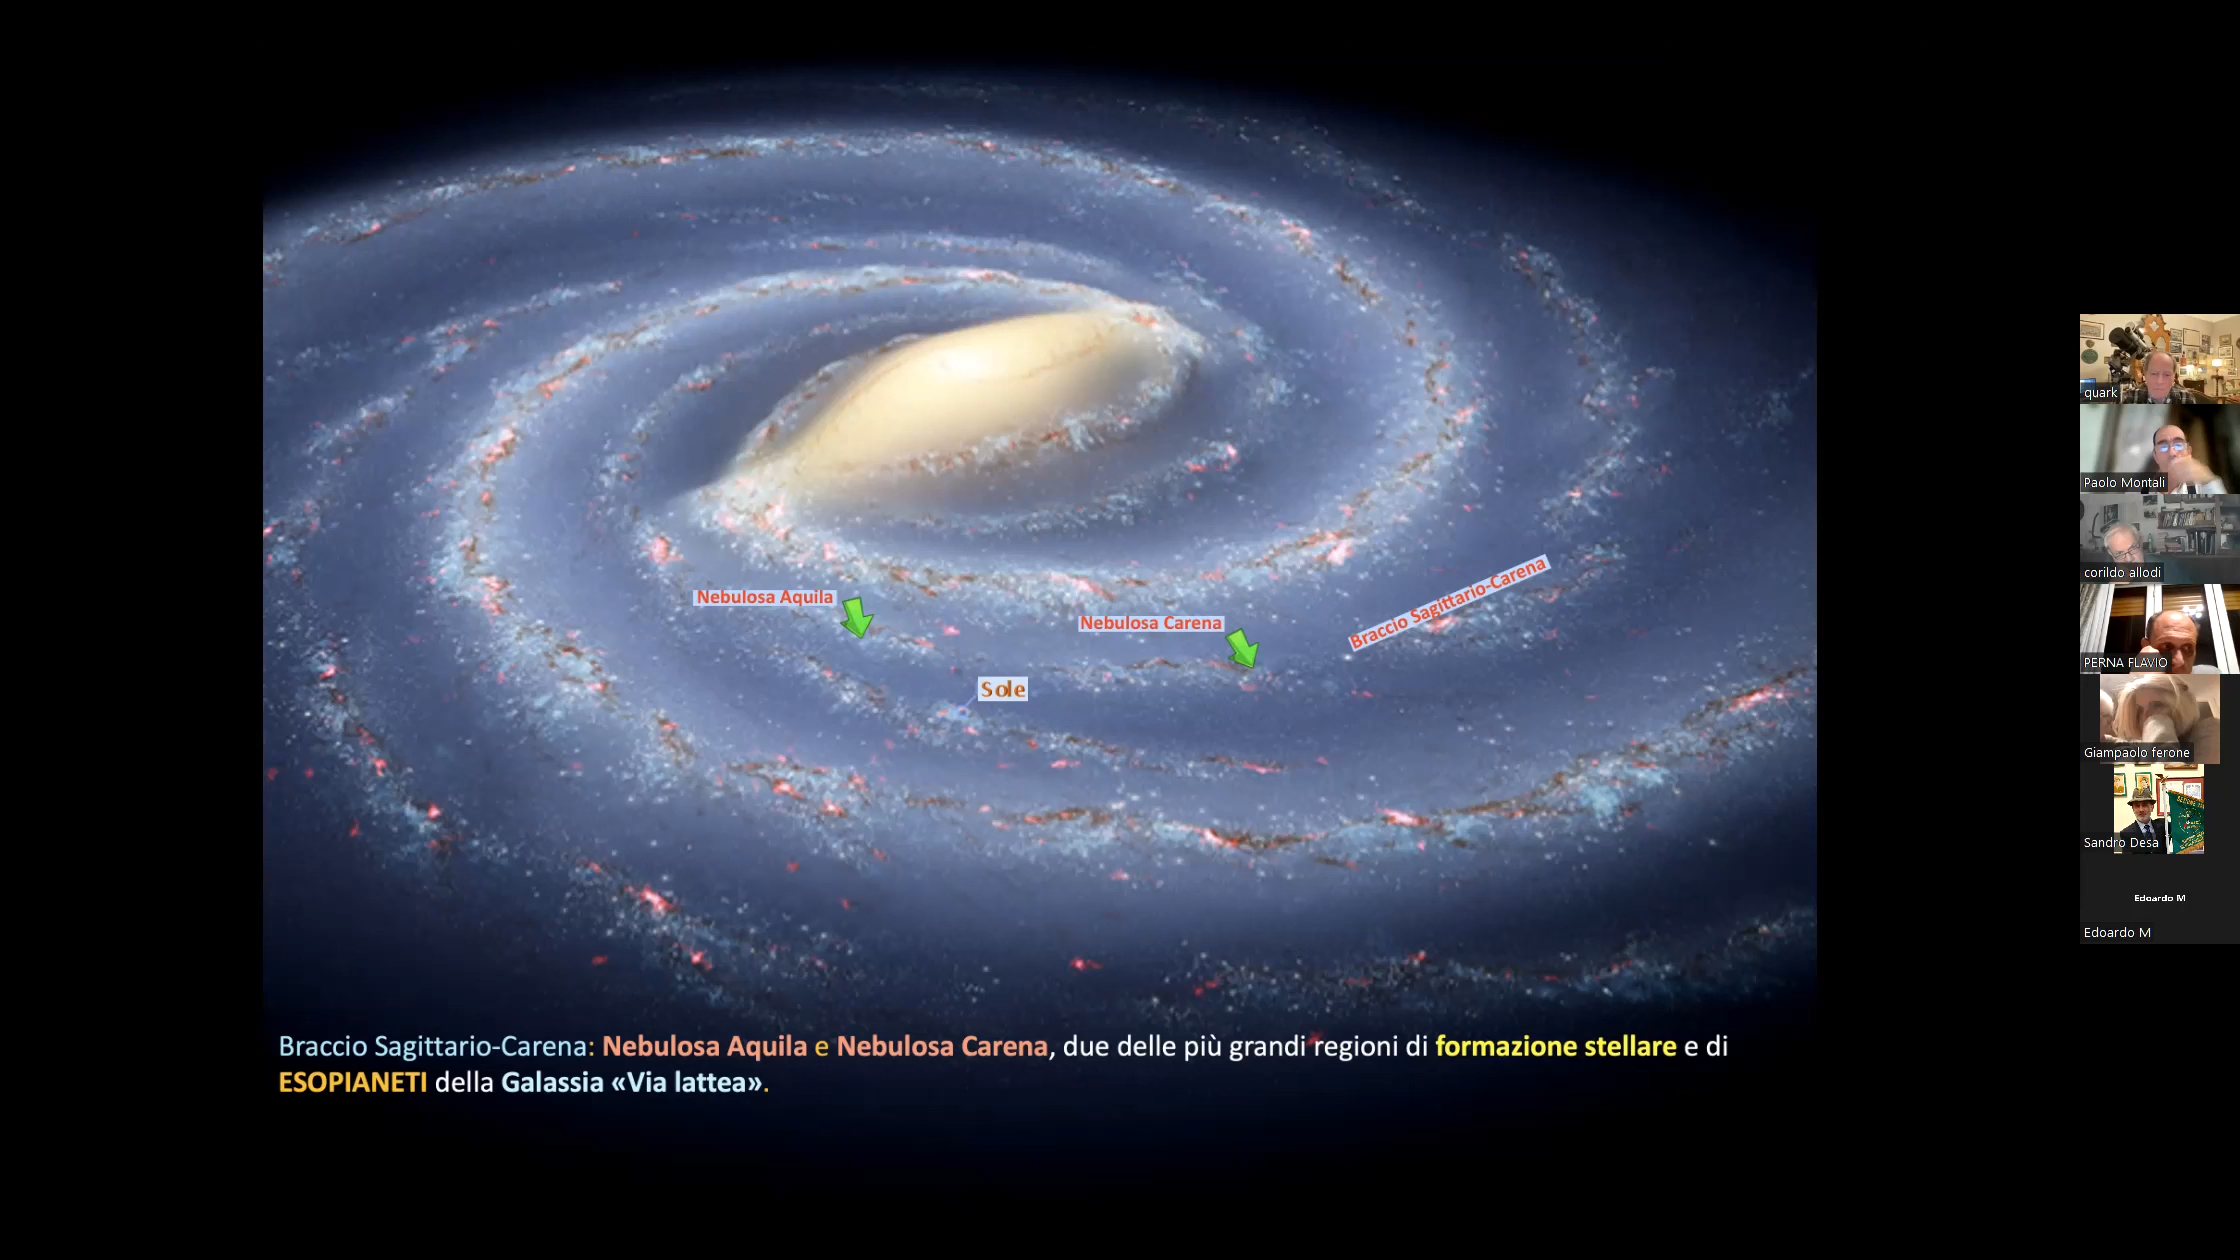 Nebulosa Aquila
Nebulosa Carena
Braccio Sagittario-Carena
Sole
Braccio Sagittario-Carena: Nebulosa Aquila e Nebulosa Carena, due delle più grandi regioni di formazione stellare e di
ESOPIANETI della Galassia «Via lattea».
quark
Paolo Montali
corildo allodi
PERNA FLAVIO
Giampaolo ferone
Sandro Desa
Edoardo M
Edoardo M